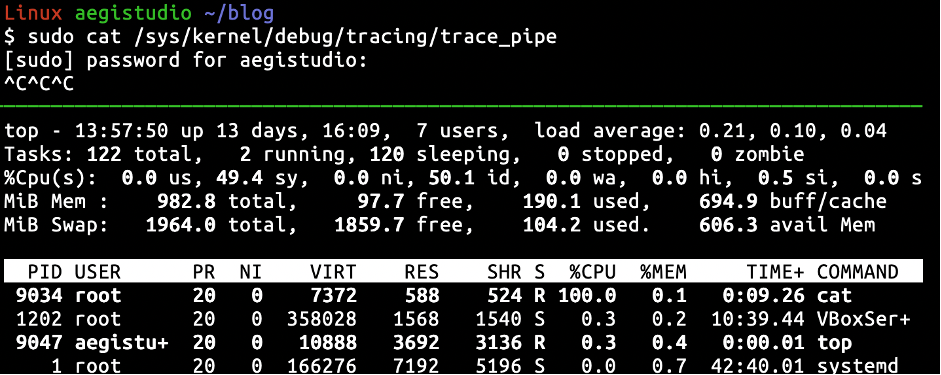 Linux aegistudio ~/blog
$ sudo cat /sys/kernel/debug/tracing/trace_pipe
[sudo] password for aegistudio:
^C^C^C
top - 13:57:50 up 13 days, 16:09,  7 users,  load average: 0.21, 0.10, 0.04
Tasks: 122 total,   2 running, 120 sleeping,   0 stopped,   0 zombie
%Cpu(s):  0.0 us, 49.4 sy,  0.0 ni, 50.1 id,  0.0 wa,  0.0 hi,  0.5 si,  0.0 s
MiB Mem :    982.8 total,     97.7 free,    190.1 used,    694.9 buff/cache
MiB Swap:   1964.0 total,   1859.7 free,    104.2 used.    606.3 avail Mem
PID USER      PR  NI    VIRT    RES    SHR S  %CPU  %MEM     TIME+ COMMAND
9034 root      20   0    7372    588    524 R 100.0   0.1   0:09.26 cat
1202 root      20   0  358028   1568   1540 S   0.3   0.2  10:39.44 VBoxSer+
9047 aegistu+  20   0   10888   3692   3136 R   0.3   0.4   0:00.01 top
1 root      20   0  166276   7192   5196 S   0.0   0.7  42:40.01 systemd